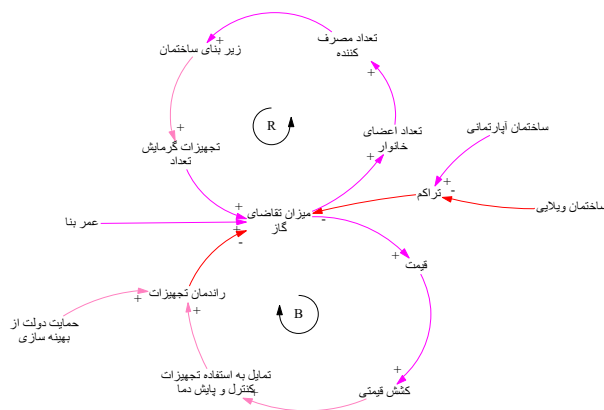 تعداد مصرف
کننده
زیر بنای ساختمان
+
+
R
+
تجهیزات گرمایش
تعداد
تعداد اعضای
خانوار
+
ساختمان آپارتمانی
+
-
تراکم
ساختمان ویلایی
عمر بنا
+
+
+
-
میزان تقاضای
گاز
-
-
+
قیمت
راندمان تجهیزات
+
+
حمایت دولت از
بهینه سازی
B
تمایل به استفاده تجهیزات
کنترل و پایش دما
+
+
کشش قیمتی